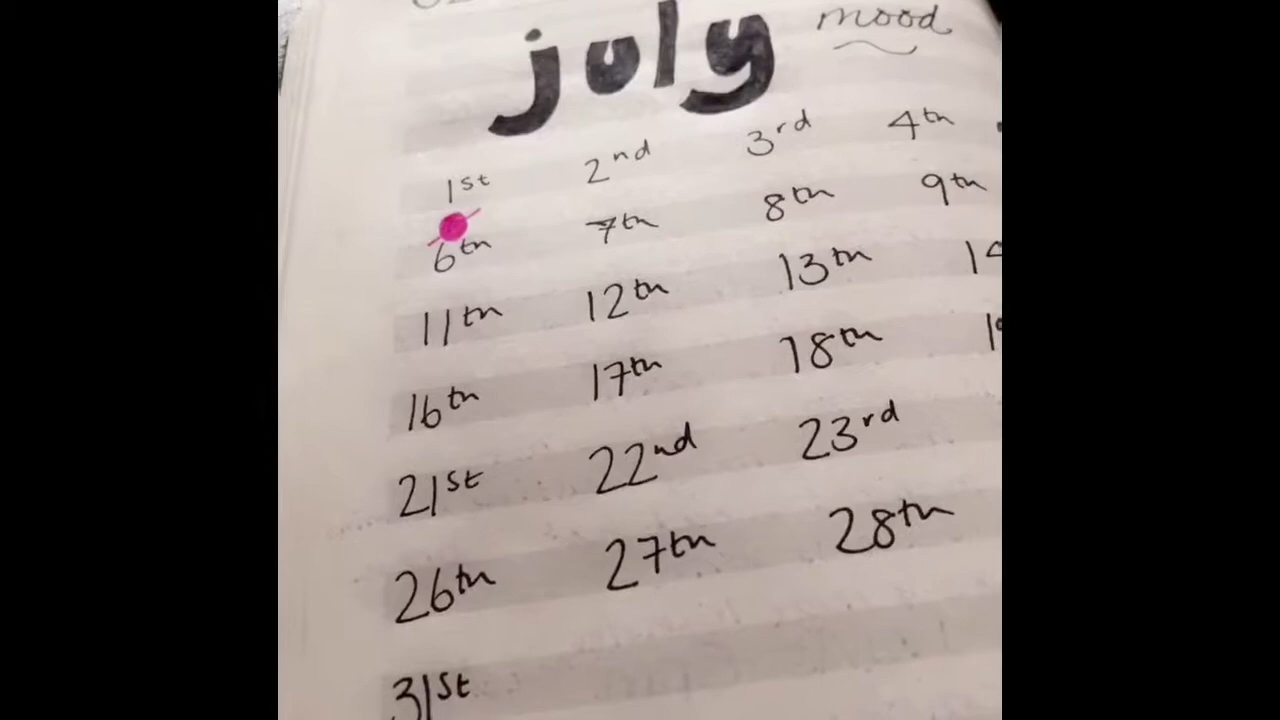 july mood
1st 2nd 3rd 4th
6th 7th 8th 9th
11th 12th 13th
16th 17th 18th
21st 22nd 23rd
26th 27th 28th
31st